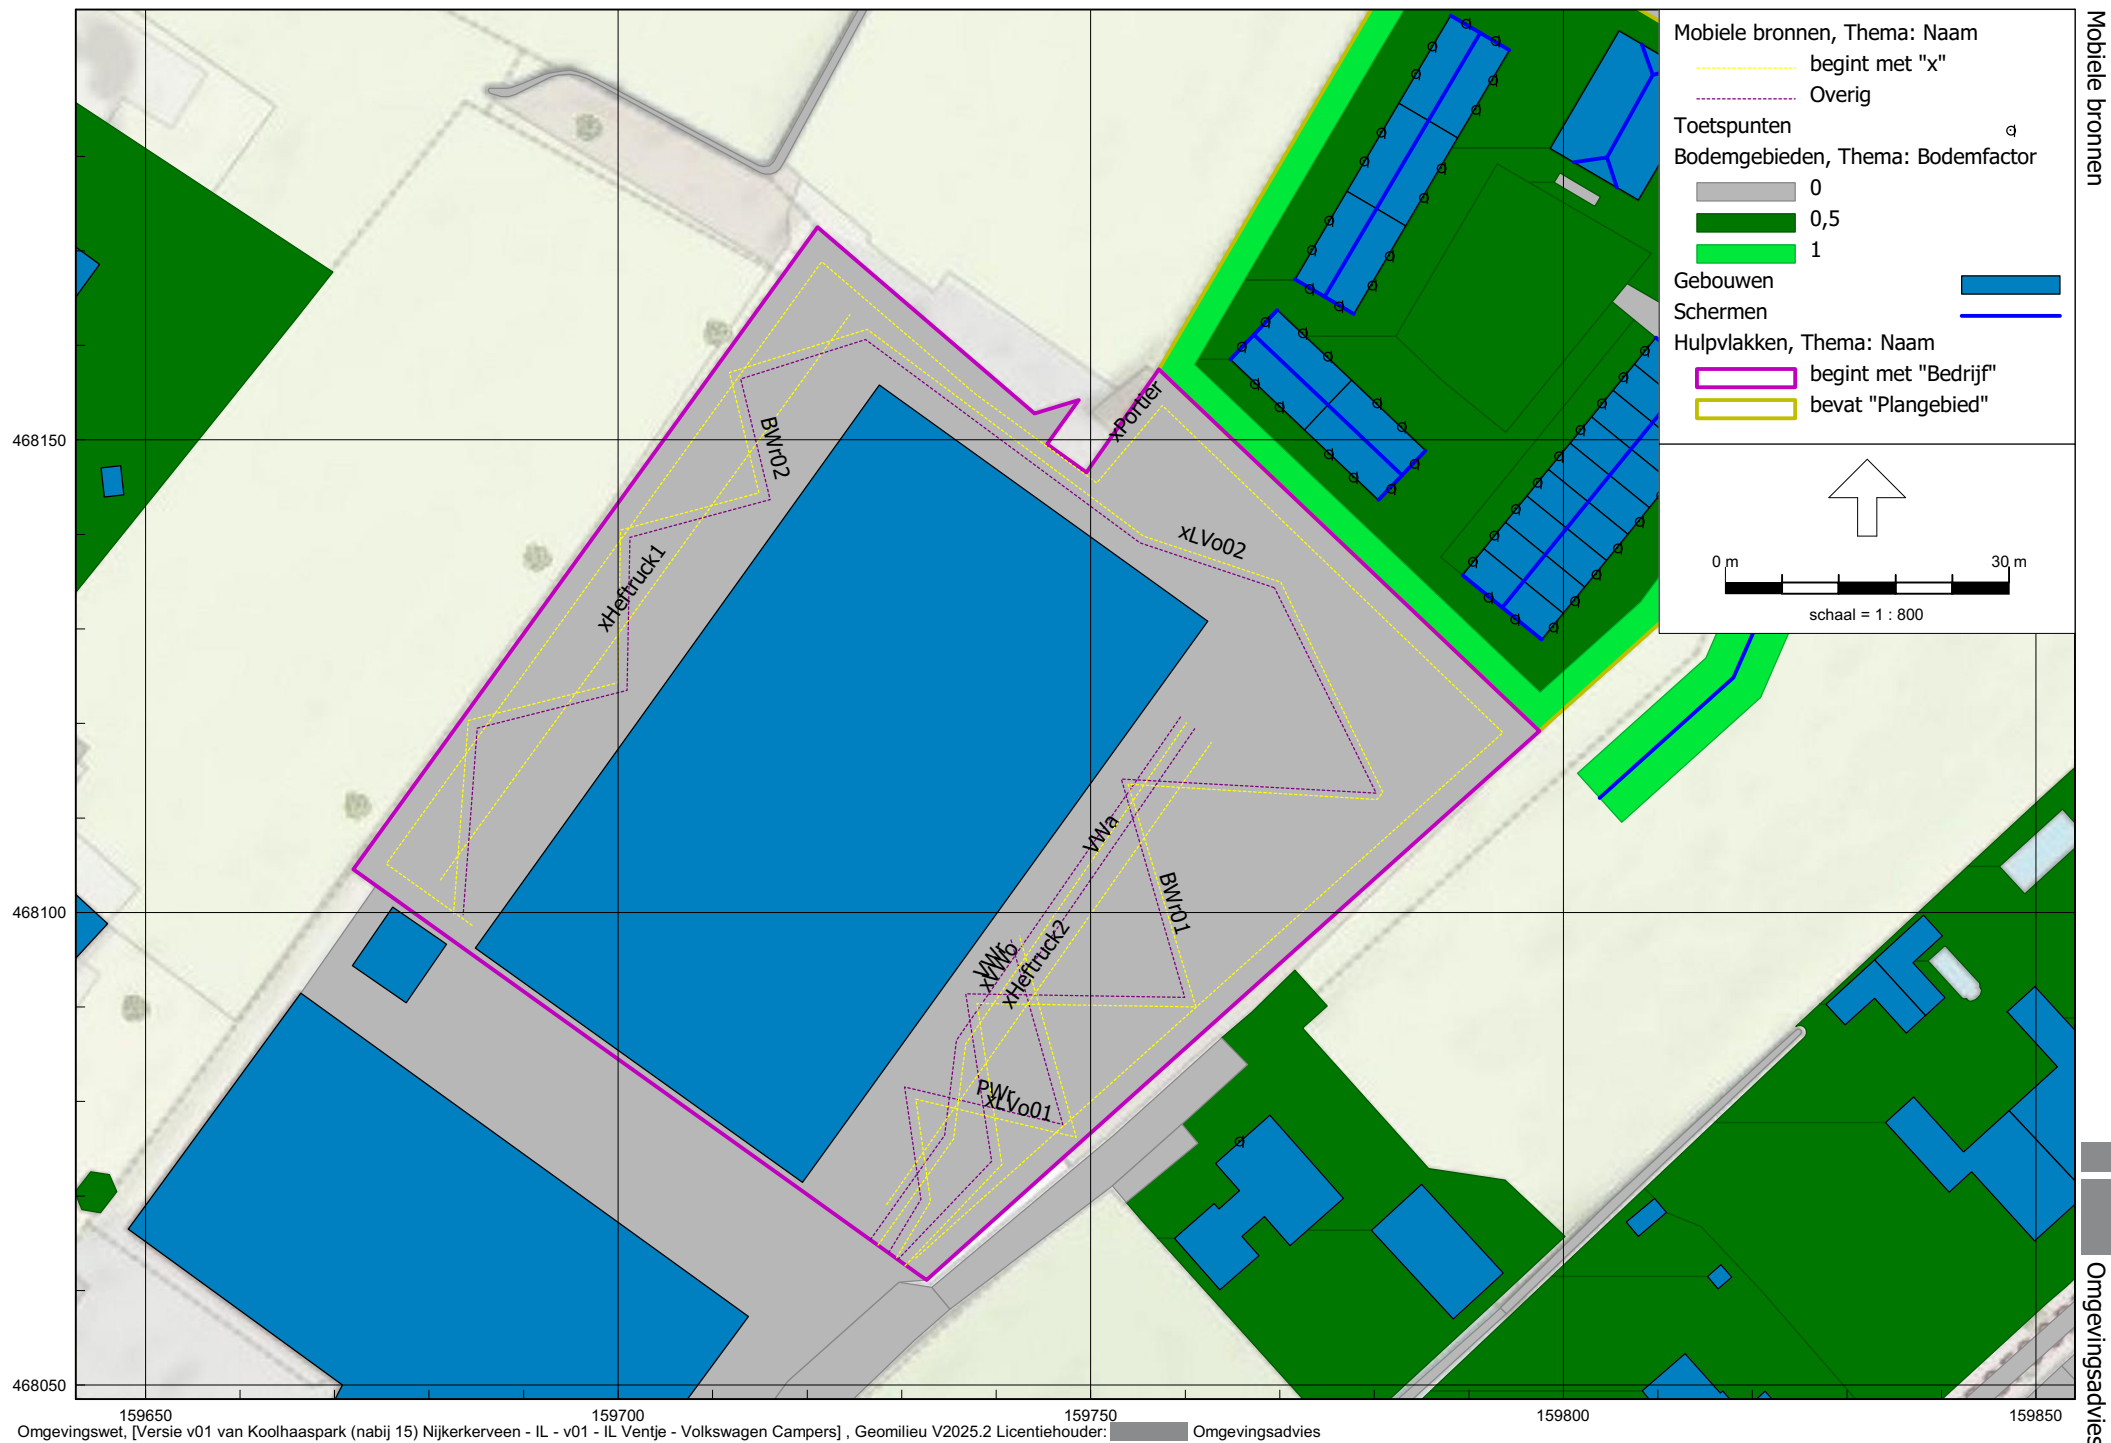 Mobiele bronnen
Mobiele bronnen, Thema: Naam
begint met "x"
Overig
Toetspunten
Bodemgebieden, Thema: Bodemfactor
0
0,5
1
Gebouwen
Schermen
Hulpvlakken, Thema: Naam
begint met "Bedrijf"
bevat "Plangebied"
0 m
30 m
schaal = 1 : 800
xPortier
BWr02
xLVo02
xHeftruck1
VWa
BWr01
VWr
xVWo
xHeftruck2
PWr
xLVo01
468150
468100
468050
159650
159700
159750
159800
159850
Omgevingsadvies
Omgevingswet, [Versie v01 van Koolhaaspark (nabij 15) Nijkerkerveen - IL - v01 - IL Ventje - Volkswagen Campers] , Geomilieu V2025.2 Licentiehouder: Omgevingsadvies